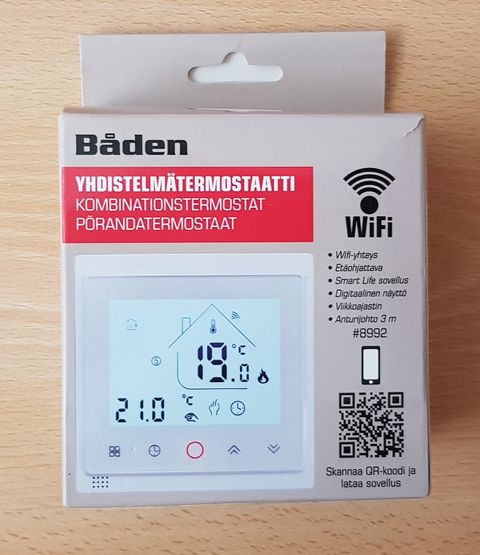 Båden
YHDISTELMÄTERMOSTAATTI
KOMBINATIONSTERMOSTAT
PÕRANDATERMOSTAAT
WiFi
• Wifi-yhteys
• Etäohjattava
• Smart Life sovellus
• Digitaalinen näyttö
• Viikkoajastin
• Anturijohto 3 m
#8992
S
19.0 °C
21.0 °C
Skannaa QR-koodi ja
lataa sovellus